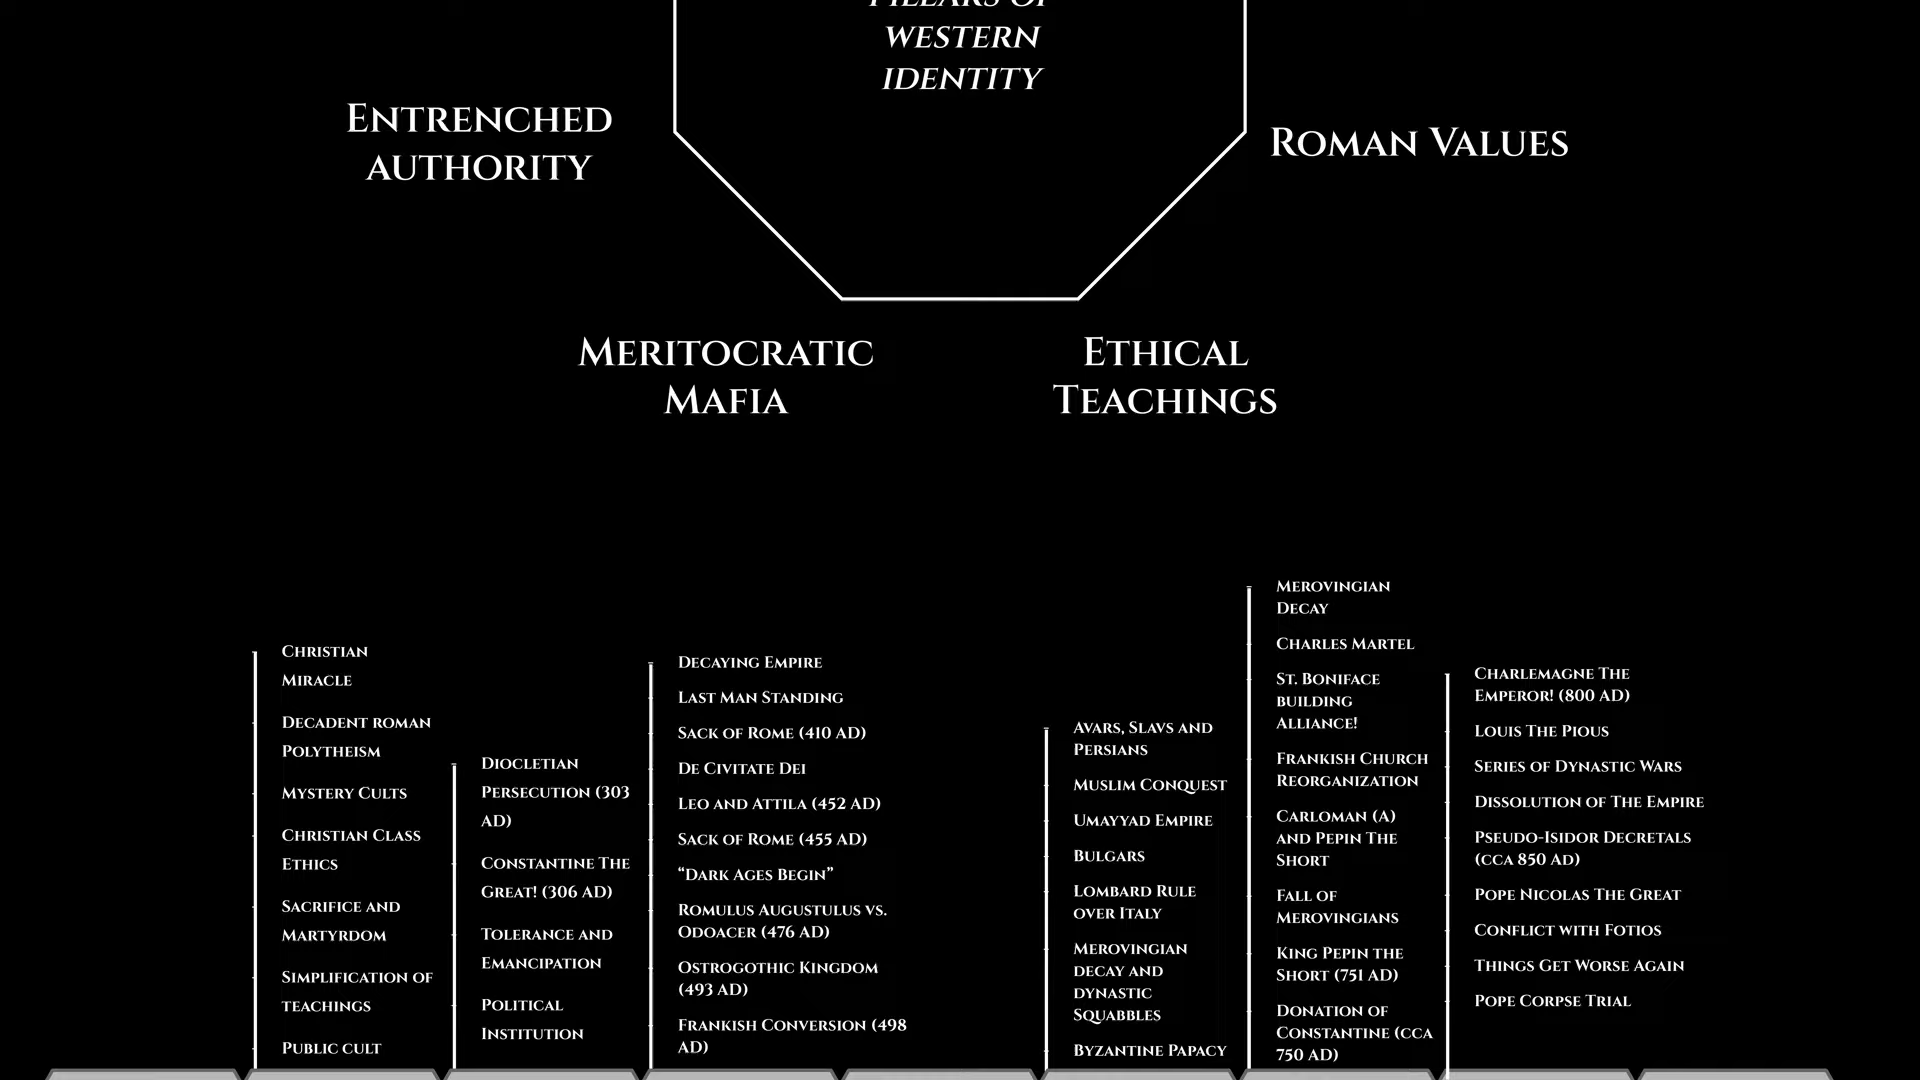 PILLARS OF
WESTERN
IDENTITY
ENTRENCHED
AUTHORITY
ROMAN VALUES
MERITOCRATIC
MAFIA
ETHICAL
TEACHINGS
CHRISTIAN
MIRACLE
DECADENT ROMAN
POLYTHEISM
MYSTERY CULTS
CHRISTIAN CLASS
ETHICS
SACRIFICE AND
MARTYRDOM
SIMPLIFICATION OF
TEACHINGS
PUBLIC CULT
DIOCLETIAN
PERSECUTION (303
AD)
CONSTANTINE THE
GREAT! (306 AD)
TOLERANCE AND
EMANCIPATION
POLITICAL
INSTITUTION
DECAYING EMPIRE
LAST MAN STANDING
SACK OF ROME (410 AD)
DE CIVITATE DEI
LEO AND ATTILA (452 AD)
SACK OF ROME (455 AD)
“DARK AGES BEGIN”
ROMULUS AUGUSTULUS VS.
ODOACER (476 AD)
OSTROGOTHIC KINGDOM
(493 AD)
FRANKISH CONVERSION (498
AD)
AVARS, SLAVS AND
PERSIANS
MUSLIM CONQUEST
UMAYYAD EMPIRE
BULGARS
LOMBARD RULE
OVER ITALY
MEROVINGIAN
DECAY AND
DYNASTIC
SQUABBLES
BYZANTINE PAPACY
MEROVINGIAN
DECAY
CHARLES MARTEL
ST. BONIFACE
BUILDING
ALLIANCE!
FRANKISH CHURCH
REORGANIZATION
CARLOMAN (A)
AND PEPIN THE
SHORT
FALL OF
MEROVINGIANS
KING PEPIN THE
SHORT (751 AD)
DONATION OF
CONSTANTINE (CCA
750 AD)
CHARLEMAGNE THE
EMPEROR! (800 AD)
LOUIS THE PIOUS
SERIES OF DYNASTIC WARS
DISSOLUTION OF THE EMPIRE
PSEUDO-ISIDOR DECRETALS
(CCA 850 AD)
POPE NICOLAS THE GREAT
CONFLICT WITH FOTIOS
THINGS GET WORSE AGAIN
POPE CORPSE TRIAL